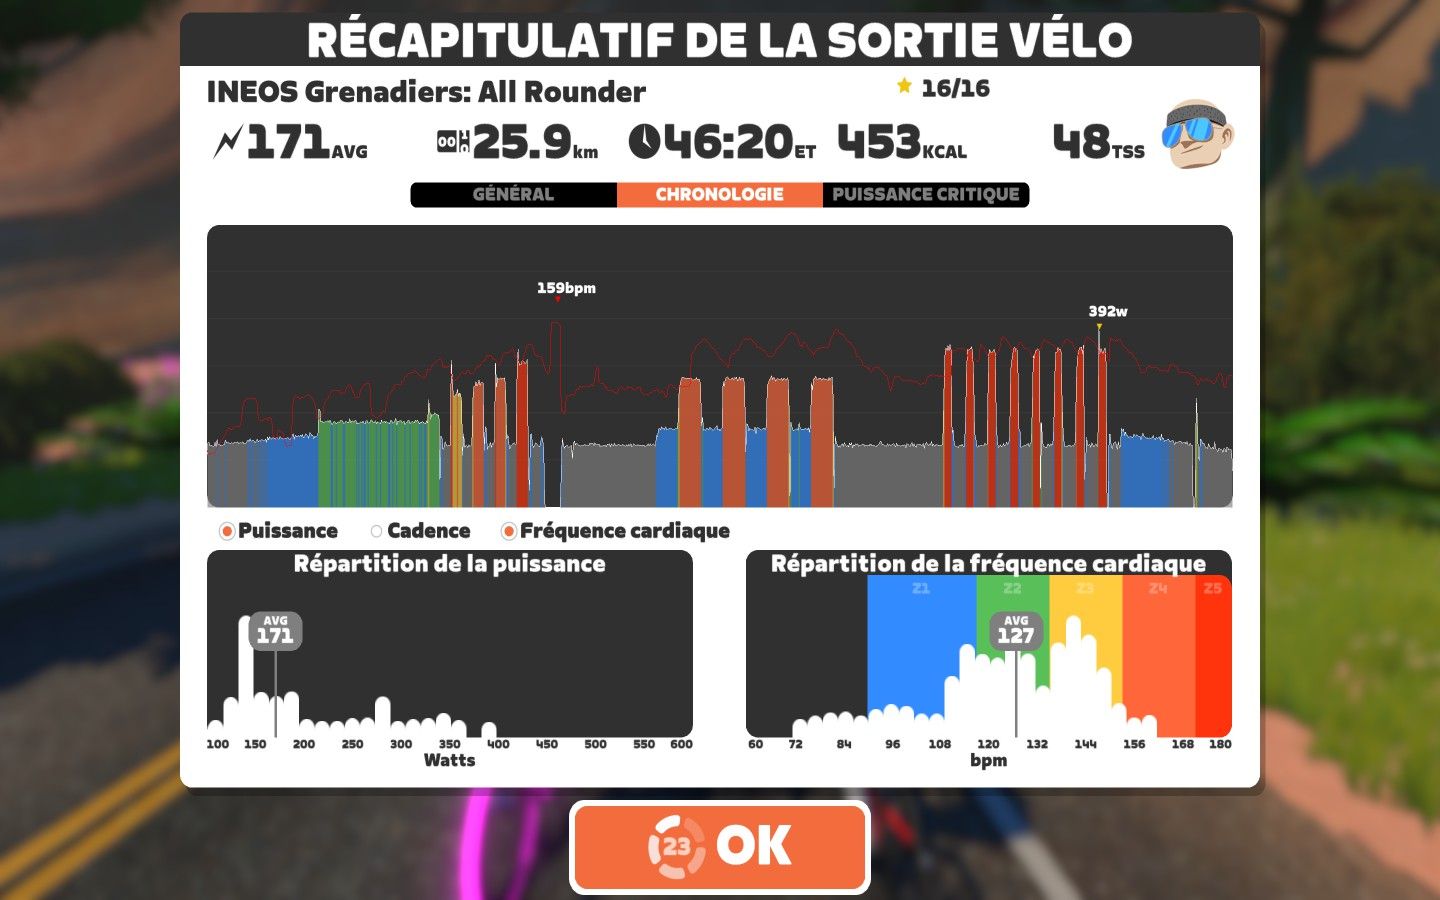 RÉCAPITULATIF DE LA SORTIE VÉLO
INEOS Grenadiers: All Rounder
16/16
171AVG
25.9km
46:20ET
453KCAL
48TSS
GÉNÉRAL
CHRONOLOGIE
PUISSANCE CRITIQUE
159bpm
392w
Puissance
Cadence
Fréquence cardiaque
Répartition de la puissance
AVG
171
100 150 200 250 300 350 400 450 500 550 600
Watts
Répartition de la fréquence cardiaque
Z1 Z2 Z3 Z4 Z5
AVG
127
60 72 84 96 108 120 132 144 156 168 180
bpm
23
OK